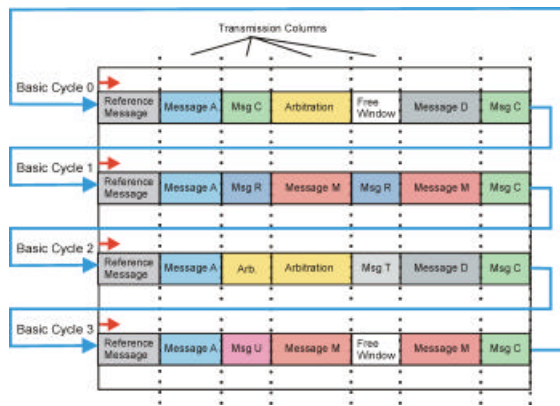 Transmission Columns
Basic Cycle 0
Reference
Message
Message A
Msg C
Arbitration
Free
Window
Message D
Msg C
Basic Cycle 1
Reference
Message
Message A
Msg R
Message M
Msg R
Message M
Msg C
Basic Cycle 2
Reference
Message
Message A
Arb.
Arbitration
Msg T
Message D
Msg C
Basic Cycle 3
Reference
Message
Message A
Msg U
Message M
Free
Window
Message M
Msg C